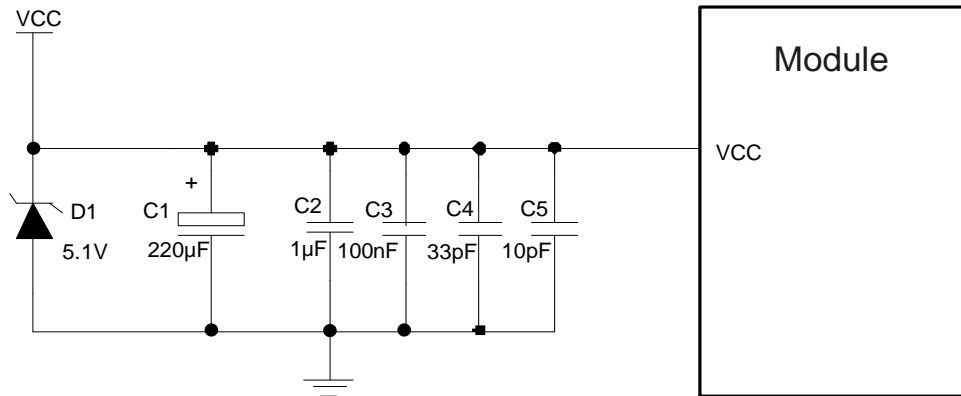 VCC
Module
VCC
+
D1
5.1V
C1
220µF
C2
1µF
C3
100nF
C4
33pF
C5
10pF